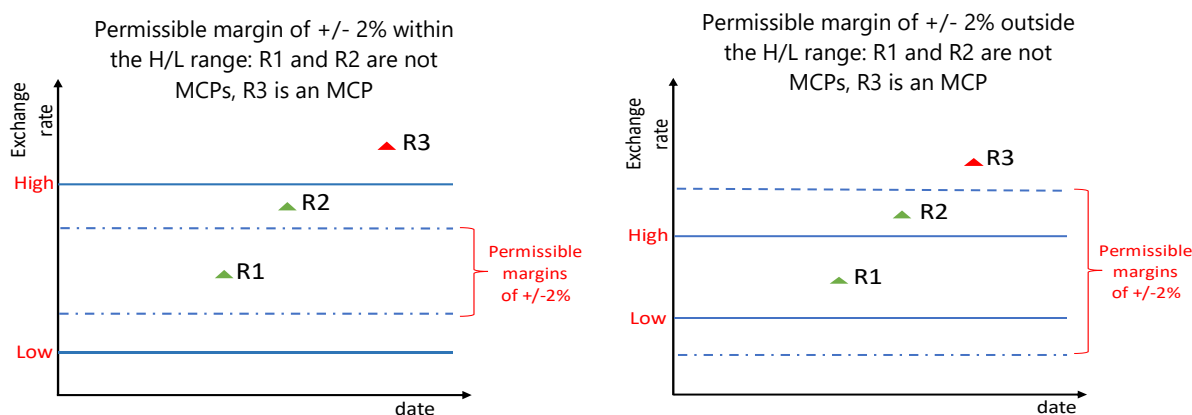 Permissible margin of +/- 2% within
the H/L range: R1 and R2 are not
MCPs, R3 is an MCP
Exchange
rate
R3
High
R2
R1
Permissible
margins
of +/-2%
Low
date
Permissible margin of +/- 2% outside
the H/L range: R1 and R2 are not
MCPs, R3 is an MCP
Exchange
rate
R3
R2
High
R1
Permissible
margins
of +/-2%
Low
date